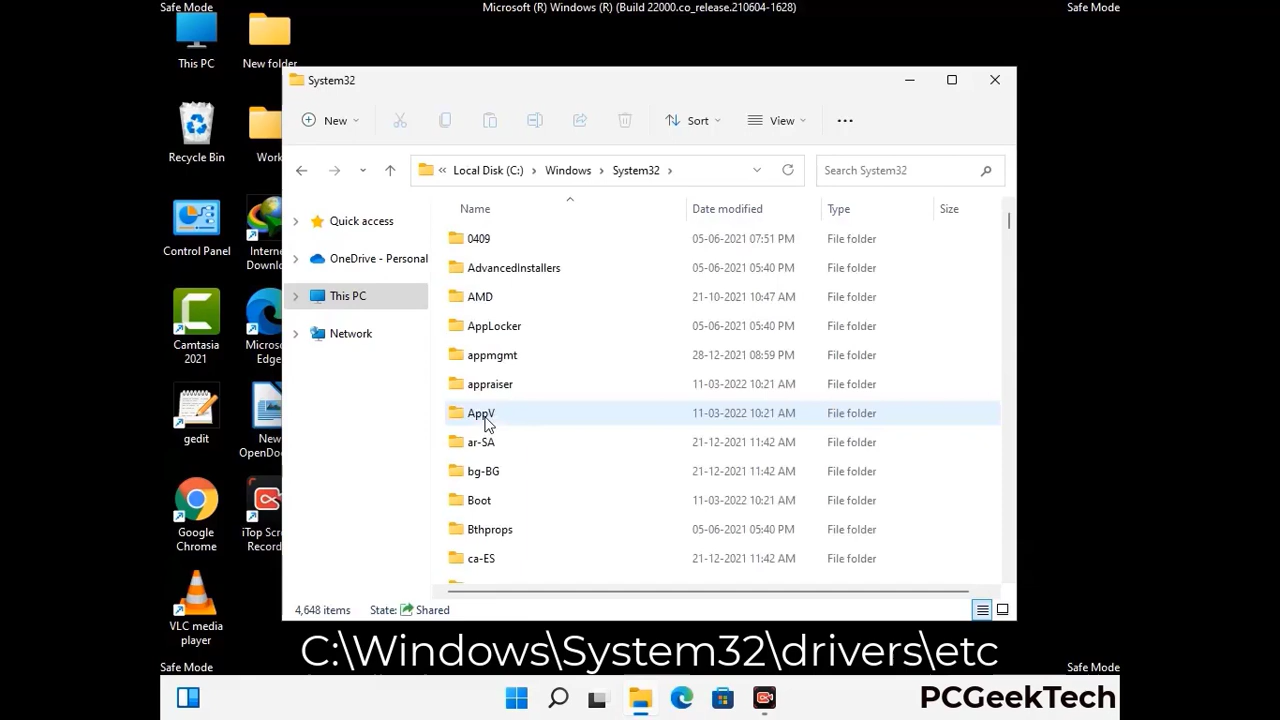 Safe Mode
Microsoft (R) Windows (R) (Build 22000.co_release.210604-1628)
Safe Mode
This PC
New folder
Recycle Bin
Work
Control Panel
Internet
Downlo
Camtasia
2021
Micros
Edge
gedit
New
OpenDoc
Google
Chrome
iTop Scre
Record
VLC media
player
System32
New
Sort
View
Local Disk (C:)
Windows
System32
Search System32
Quick access
OneDrive - Personal
This PC
Network
Name
Date modified
Type
Size
0409 05-06-2021 07:51 PM File folder
AdvancedInstallers 05-06-2021 05:40 PM File folder
AMD 21-10-2021 10:47 AM File folder
AppLocker 05-06-2021 05:40 PM File folder
appmgmt 28-12-2021 08:59 PM File folder
appraiser 11-03-2022 10:21 AM File folder
AppV 11-03-2022 10:21 AM File folder
ar-SA 21-12-2021 11:42 AM File folder
bg-BG 21-12-2021 11:42 AM File folder
Boot 11-03-2022 10:21 AM File folder
Bthprops 05-06-2021 05:40 PM File folder
ca-ES 21-12-2021 11:42 AM File folder
4,648 items
State: Shared
C:\Windows\System32\drivers\etc
Safe Mode
Safe Mode
PCGeekTech